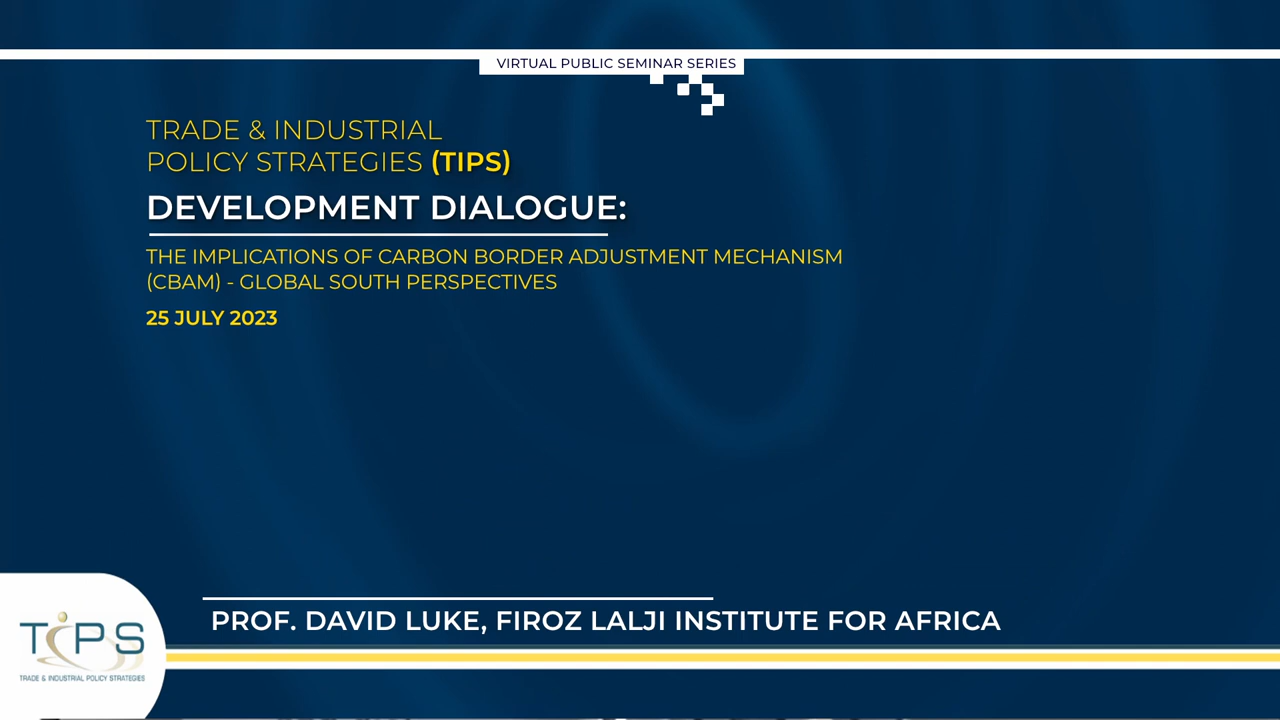 VIRTUAL PUBLIC SEMINAR SERIES
TRADE & INDUSTRIAL
POLICY STRATEGIES (TIPS)
DEVELOPMENT DIALOGUE:
THE IMPLICATIONS OF CARBON BORDER ADJUSTMENT MECHANISM
(CBAM) - GLOBAL SOUTH PERSPECTIVES
25 JULY 2023
PROF. DAVID LUKE, FIROZ LALJI INSTITUTE FOR AFRICA
TiPS
TRADE & INDUSTRIAL POLICY STRATEGIES